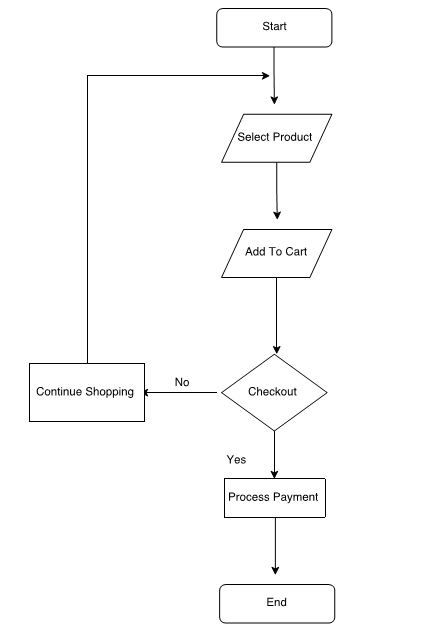 Start
Select Product
Add To Cart
No
Continue Shopping
Checkout
Yes
Process Payment
End